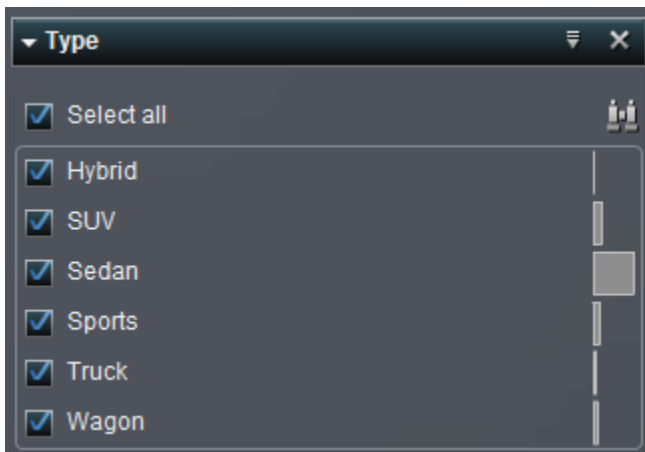 Type
Select all
Hybrid
SUV
Sedan
Sports
Truck
Wagon